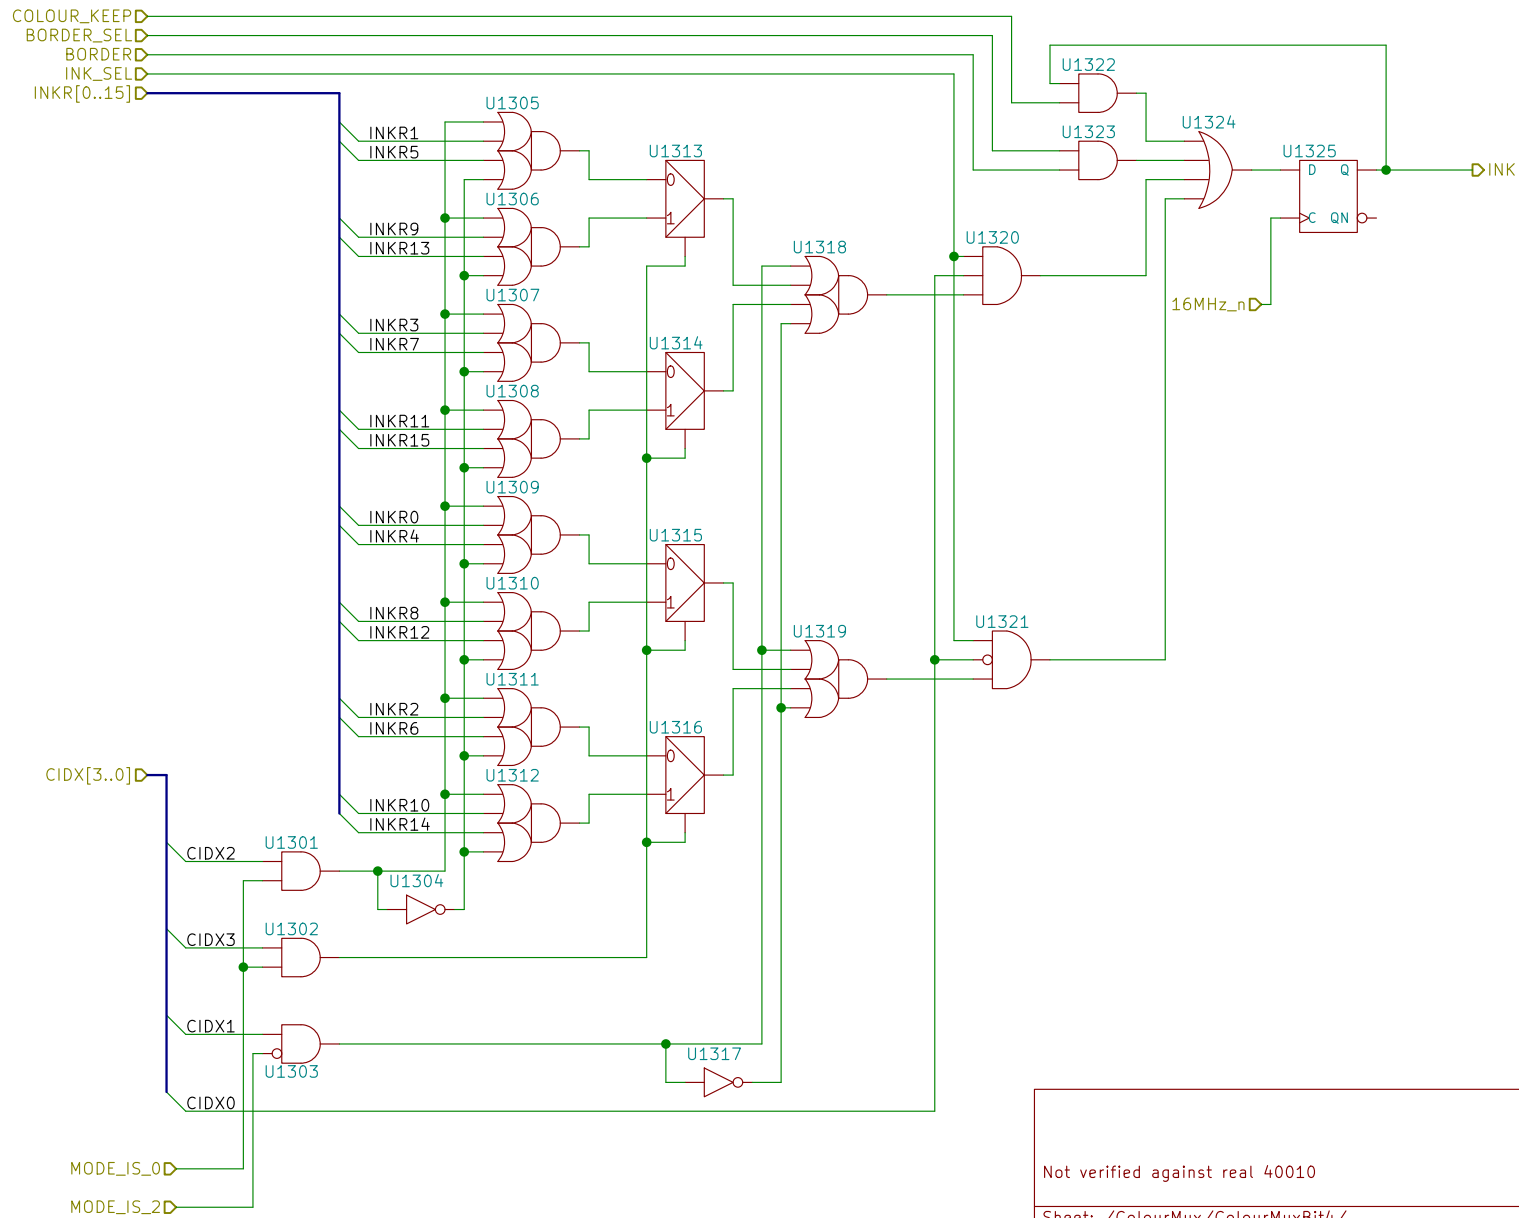 COLOUR_KEEP
BORDER_SEL
BORDER
INK_SEL
INKR[0..15]
U1305
INKR1
INKR5
U1306
INKR9
INKR13
U1307
INKR3
INKR7
U1308
INKR11
INKR15
U1309
INKR0
INKR4
U1310
INKR8
INKR12
U1311
INKR2
INKR6
U1312
INKR10
INKR14
U1313
0
1
U1314
0
1
U1315
0
1
U1316
0
1
U1318
U1319
U1320
U1321
U1322
U1323
U1324
U1325
D Q
C QN
INK
16MHz_n
CIDX[3..0]
CIDX2
U1301
U1304
CIDX3
U1302
CIDX1
U1303
U1317
CIDX0
MODE_IS_0
MODE_IS_2
Not verified against real 40010
Sheet: /ColourMux/ColourMuxBit4/